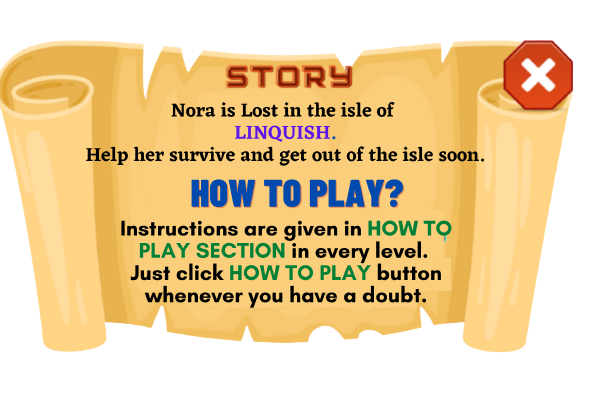 STORY
Nora is Lost in the isle of
LINQUISH.
Help her survive and get out of the isle soon.
HOW TO PLAY?
Instructions are given in HOW TO
PLAY SECTION in every level.
Just click HOW TO PLAY button
whenever you have a doubt.